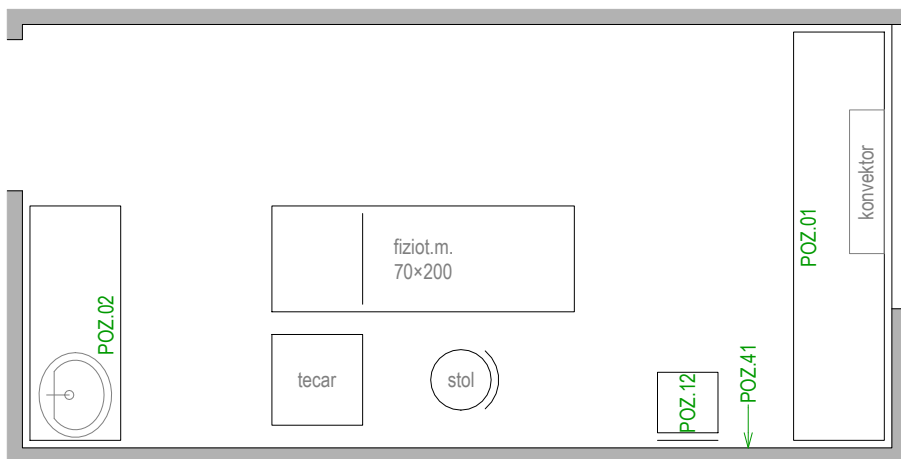 konvektor
POZ.01
fiziot.m.
70×200
POZ.02
tecar
stol
POZ.12
POZ.41